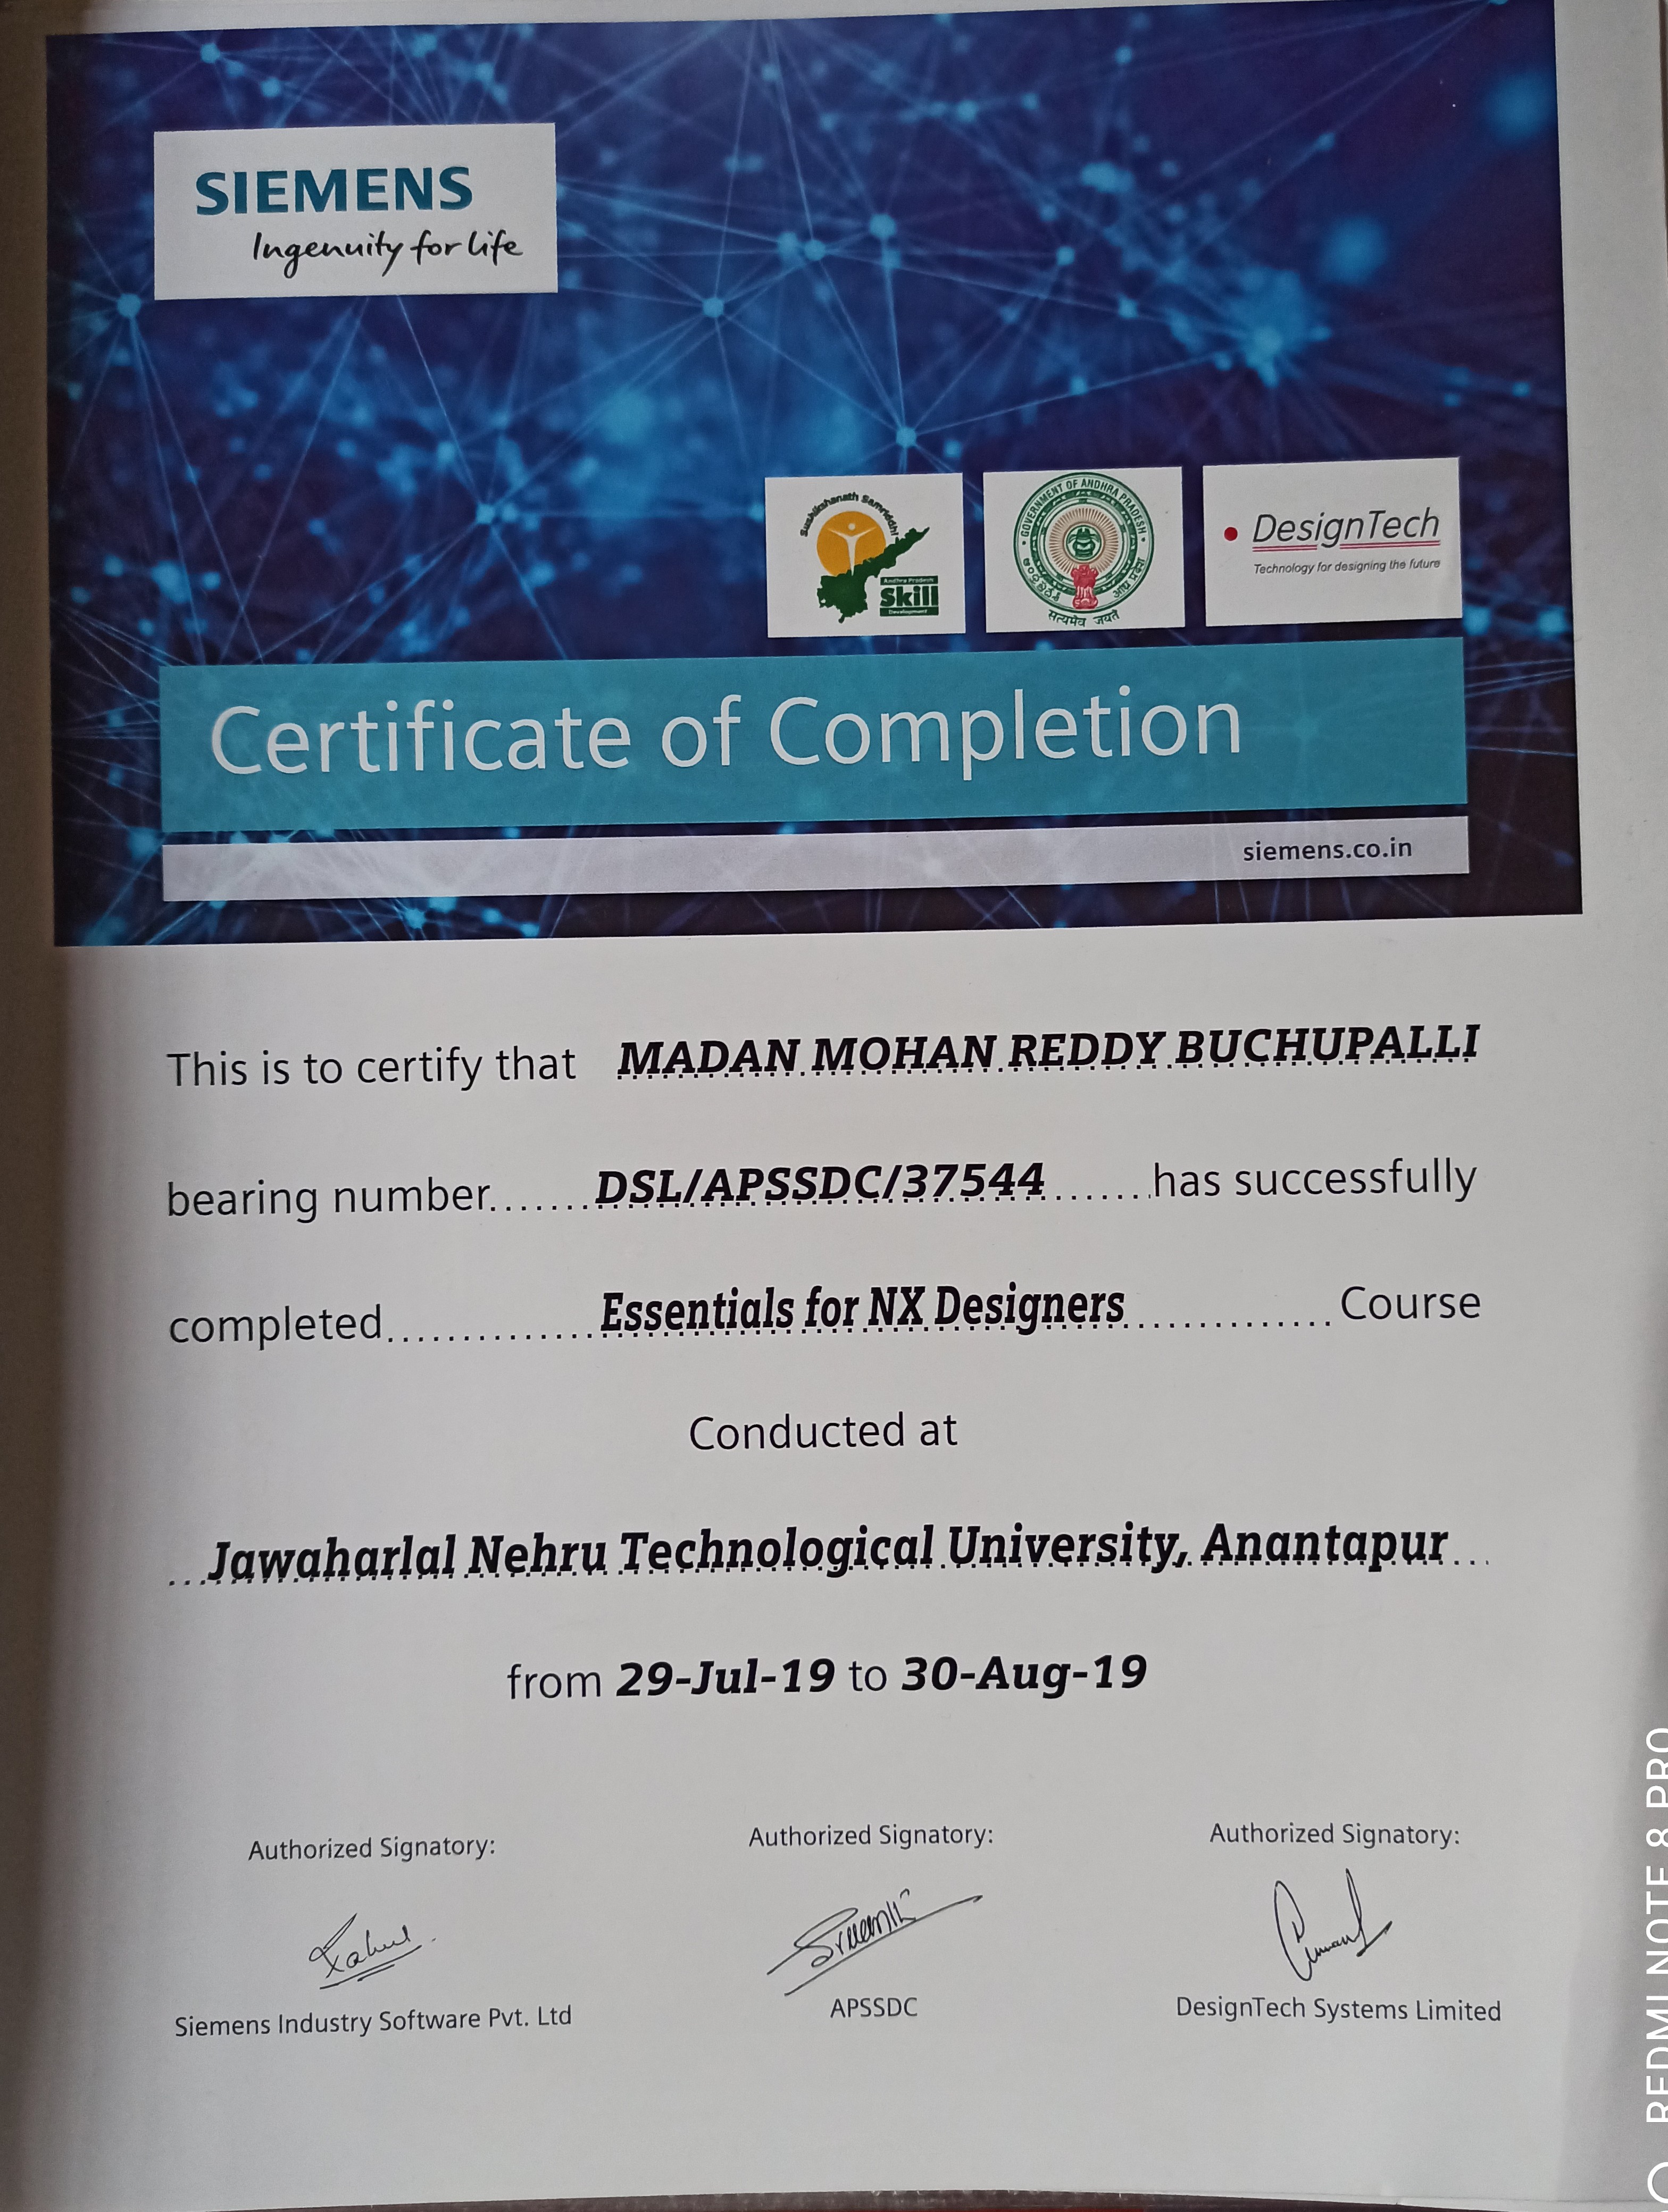 SIEMENS
Ingenuity for life
Sushikshanath Samriddhi
Andhra Pradesh
Skill
Development
GOVERNMENT OF ANDHRA PRADESH
सत्यमेव जयते
DesignTech
Technology for designing the future
Certificate of Completion
siemens.co.in
This is to certify that MADAN MOHAN REDDY BUCHUPALLI
bearing number.......DSL/APSSDC/37544.......has successfully
completed..............Essentials for NX Designers.............. Course
Conducted at
...Jawaharlal Nehru Technological University, Anantapur...
from 29-Jul-19 to 30-Aug-19
Authorized Signatory: Authorized Signatory: Authorized Signatory:
Siemens Industry Software Pvt. Ltd APSSDC DesignTech Systems Limited
REDMI NOTE 8 PRO